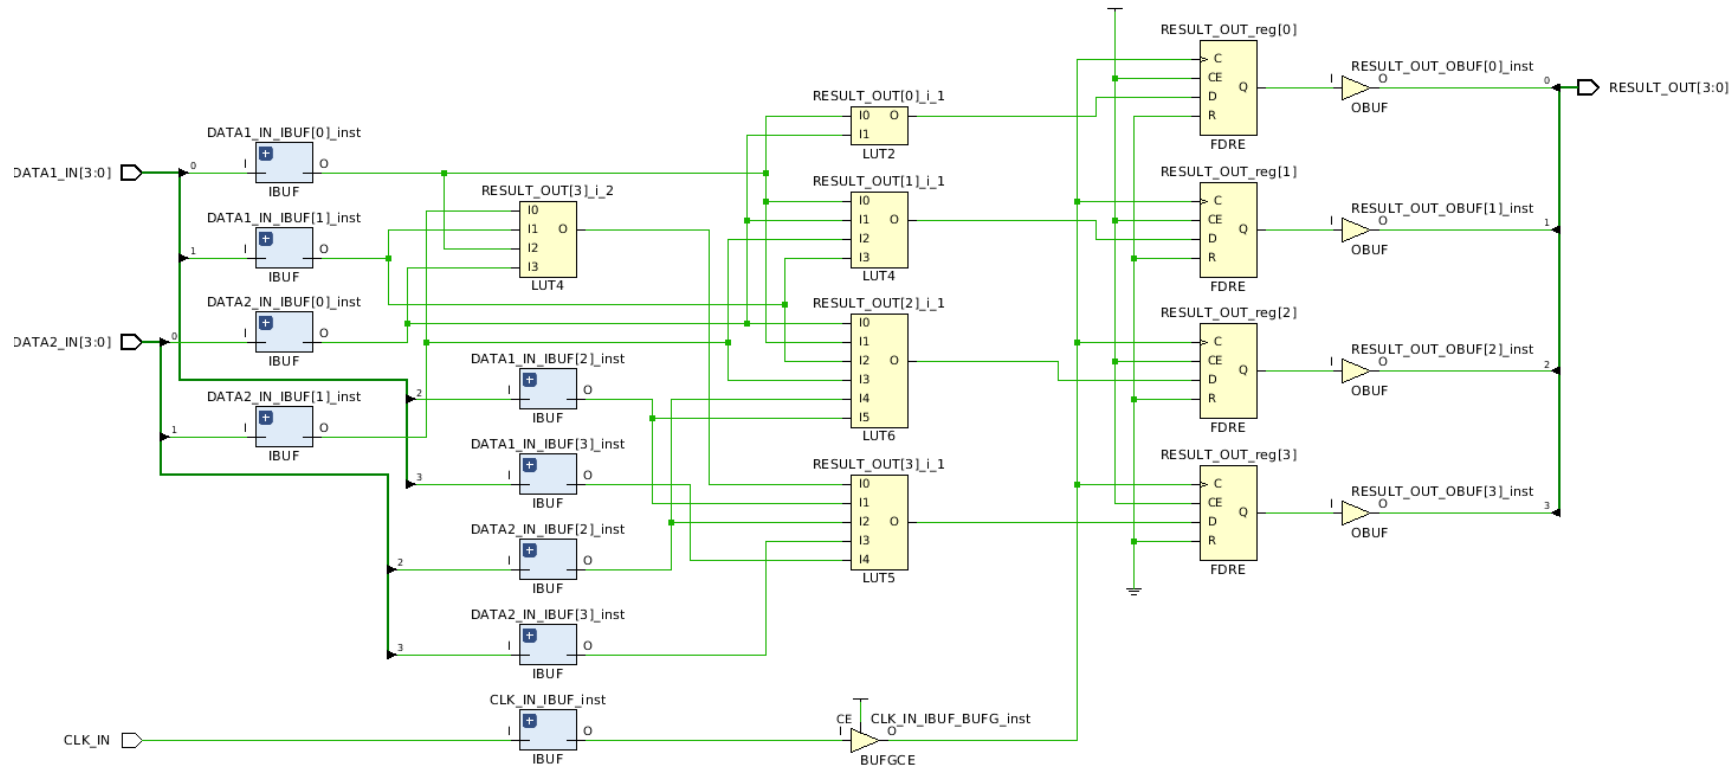 RESULT_OUT_reg[0]
C
CE
D
R
Q
FDRE
RESULT_OUT_OBUF[0]_inst
I
O
OBUF
0
RESULT_OUT[3:0]
RESULT_OUT[0]_i_1
I0
I1
O
LUT2
DATA1_IN_IBUF[0]_inst
DATA1_IN[3:0]
0
I
O
IBUF
RESULT_OUT[3]_i_2
I0
I1
I2
I3
O
LUT4
RESULT_OUT[1]_i_1
I0
I1
I2
I3
O
LUT4
RESULT_OUT_reg[1]
C
CE
D
R
Q
FDRE
RESULT_OUT_OBUF[1]_inst
I
O
OBUF
1
DATA1_IN_IBUF[1]_inst
1
I
O
IBUF
DATA2_IN_IBUF[0]_inst
DATA2_IN[3:0]
0
I
O
IBUF
RESULT_OUT[2]_i_1
I0
I1
I2
I3
I4
I5
O
LUT6
RESULT_OUT_reg[2]
C
CE
D
R
Q
FDRE
RESULT_OUT_OBUF[2]_inst
I
O
OBUF
2
DATA1_IN_IBUF[2]_inst
2
I
O
IBUF
DATA2_IN_IBUF[1]_inst
1
I
O
IBUF
DATA1_IN_IBUF[3]_inst
3
I
O
IBUF
RESULT_OUT[3]_i_1
I0
I1
I2
I3
I4
O
LUT5
RESULT_OUT_reg[3]
C
CE
D
R
Q
FDRE
RESULT_OUT_OBUF[3]_inst
I
O
OBUF
3
DATA2_IN_IBUF[2]_inst
2
I
O
IBUF
DATA2_IN_IBUF[3]_inst
3
I
O
IBUF
CLK_IN_IBUF_inst
CLK_IN
I
O
IBUF
CE
CLK_IN_IBUF_BUFG_inst
I
O
BUFGCE